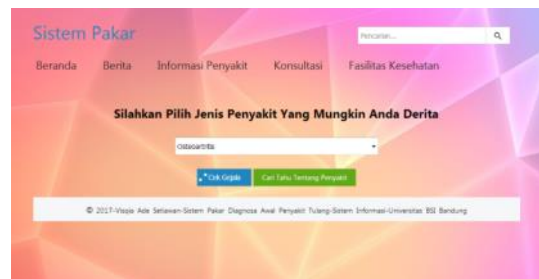 Sistem Pakar
Pencarian...
Beranda Berita Informasi Penyakit Konsultasi Fasilitas Kesehatan
Silahkan Pilih Jenis Penyakit Yang Mungkin Anda Derita
Osteoartritis
Cek Gejala Cari Tahu Tentang Penyakit
© 2017-Visqia Ade Setiawan-Sistem Pakar Diagnosa Awal Penyakit Tulang-Sistem Informasi-Universitas BSI Bandung